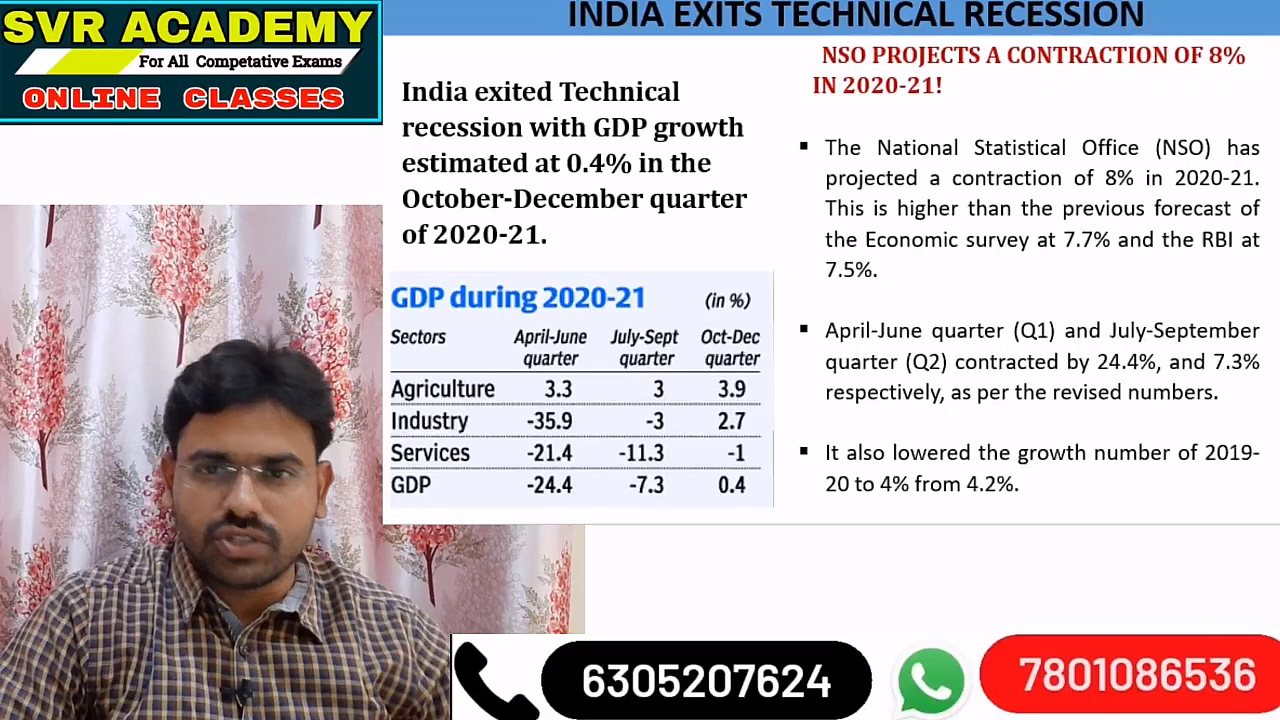 SVR ACADEMY
For All Competative Exams
ONLINE CLASSES
INDIA EXITS TECHNICAL RECESSION
India exited Technical
recession with GDP growth
estimated at 0.4% in the
October-December quarter
of 2020-21.
GDP during 2020-21 (in %)
Sectors April-June quarter July-Sept quarter Oct-Dec quarter
Agriculture 3.3 3 3.9
Industry -35.9 -3 2.7
Services -21.4 -11.3 -1
GDP -24.4 -7.3 0.4
NSO PROJECTS A CONTRACTION OF 8%
IN 2020-21!
▪ The National Statistical Office (NSO) has
projected a contraction of 8% in 2020-21.
This is higher than the previous forecast of
the Economic survey at 7.7% and the RBI at
7.5%.
▪ April-June quarter (Q1) and July-September
quarter (Q2) contracted by 24.4%, and 7.3%
respectively, as per the revised numbers.
▪ It also lowered the growth number of 2019-
20 to 4% from 4.2%.
6305207624
7801086536